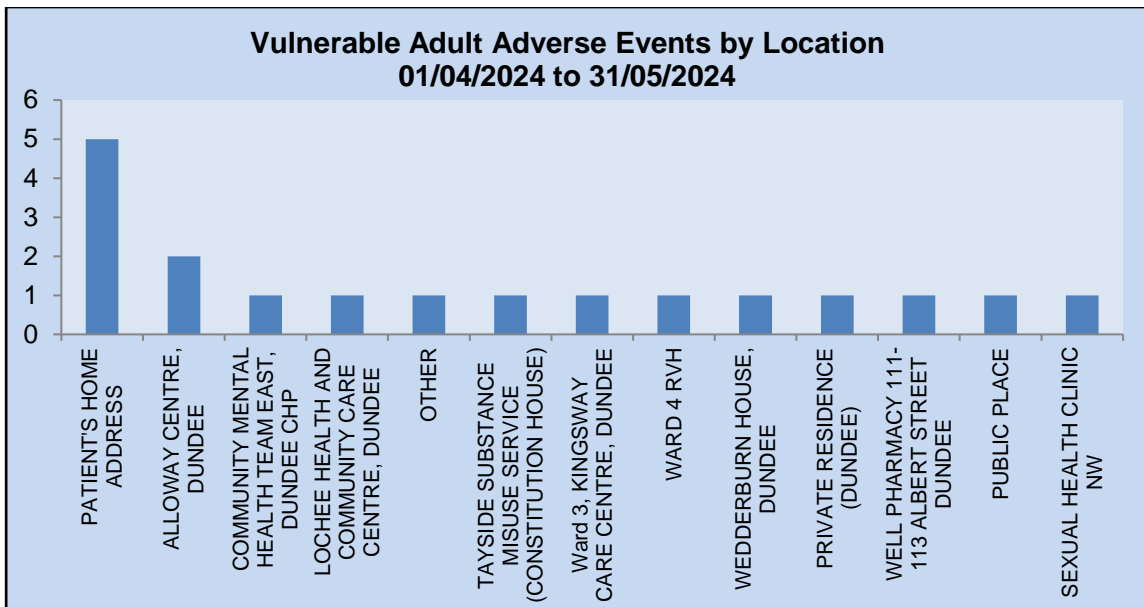 Vulnerable Adult Adverse Events by Location
01/04/2024 to 31/05/2024
6
5
4
3
2
1
0
PATIENT'S HOME
ADDRESS
ALLOWAY CENTRE,
DUNDEE
COMMUNITY MENTAL
HEALTH TEAM EAST,
DUNDEE CHP
LOCHEE HEALTH AND
COMMUNITY CARE
CENTRE, DUNDEE
OTHER
TAYSIDE SUBSTANCE
MISUSE SERVICE
(CONSTITUTION HOUSE)
Ward 3, KINGSWAY
CARE CENTRE, DUNDEE
WARD 4 RVH
WEDDERBURN HOUSE,
DUNDEE
PRIVATE RESIDENCE
(DUNDEE)
WELL PHARMACY 111-
113 ALBERT STREET
DUNDEE
PUBLIC PLACE
SEXUAL HEALTH CLINIC
NW